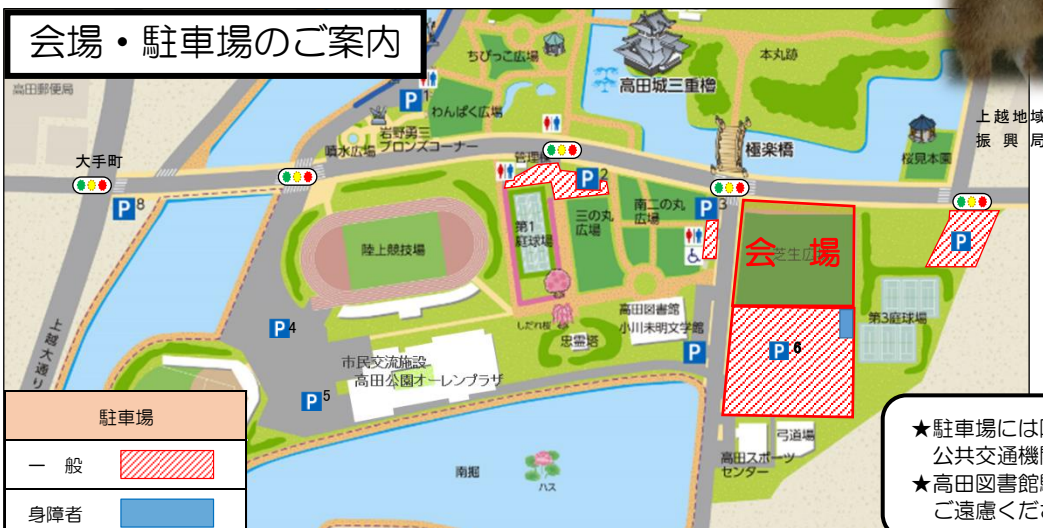 会場・駐車場のご案内
高田郵便局
大手町
P8
ちびっこ広場
P1
わんぱく広場
岩野勇三
ブロンズコーナー
噴水広場
高田城三重櫓
本丸跡
極楽橋
桜見本園
上越地域
振興局
管理棟
P2
第1
庭球場
三の丸
広場
南二の丸
広場
P3
陸上競技場
会場
芝生広
P
第3庭球場
しだれ桜
忠霊塔
高田図書館
小川未明文学館
P
P6
P4
市民交流施設
高田公園オーレンプラザ
P5
上越大通り
南掘
ハス
弓道場
高田スポーツ
センター
駐車場
一般
身障者
★駐車場には
公共交通機
★高田図書館
ご遠慮くだ